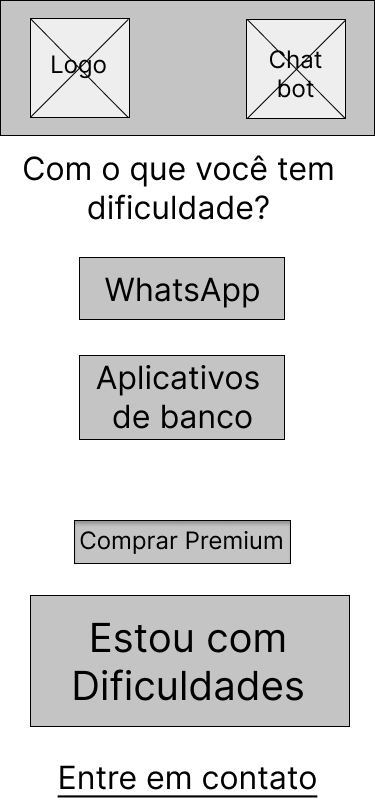 Logo
Chat
bot
Com o que você tem
dificuldade?
WhatsApp
Aplicativos
de banco
Comprar Premium
Estou com
Dificuldades
Entre em contato